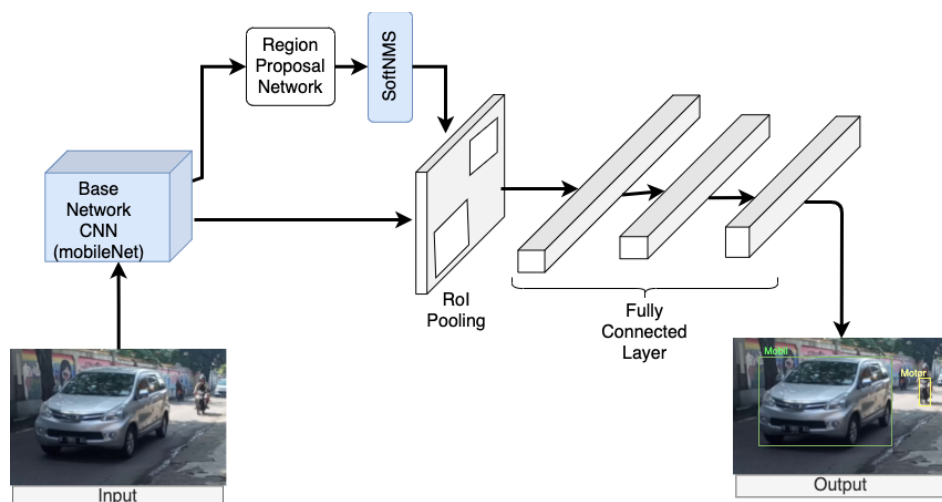 Region
Proposal
Network
SoftNMS
Base
Network
CNN
(mobileNet)
RoI
Pooling
Fully
Connected
Layer
Mobil
Motor
Input
Output